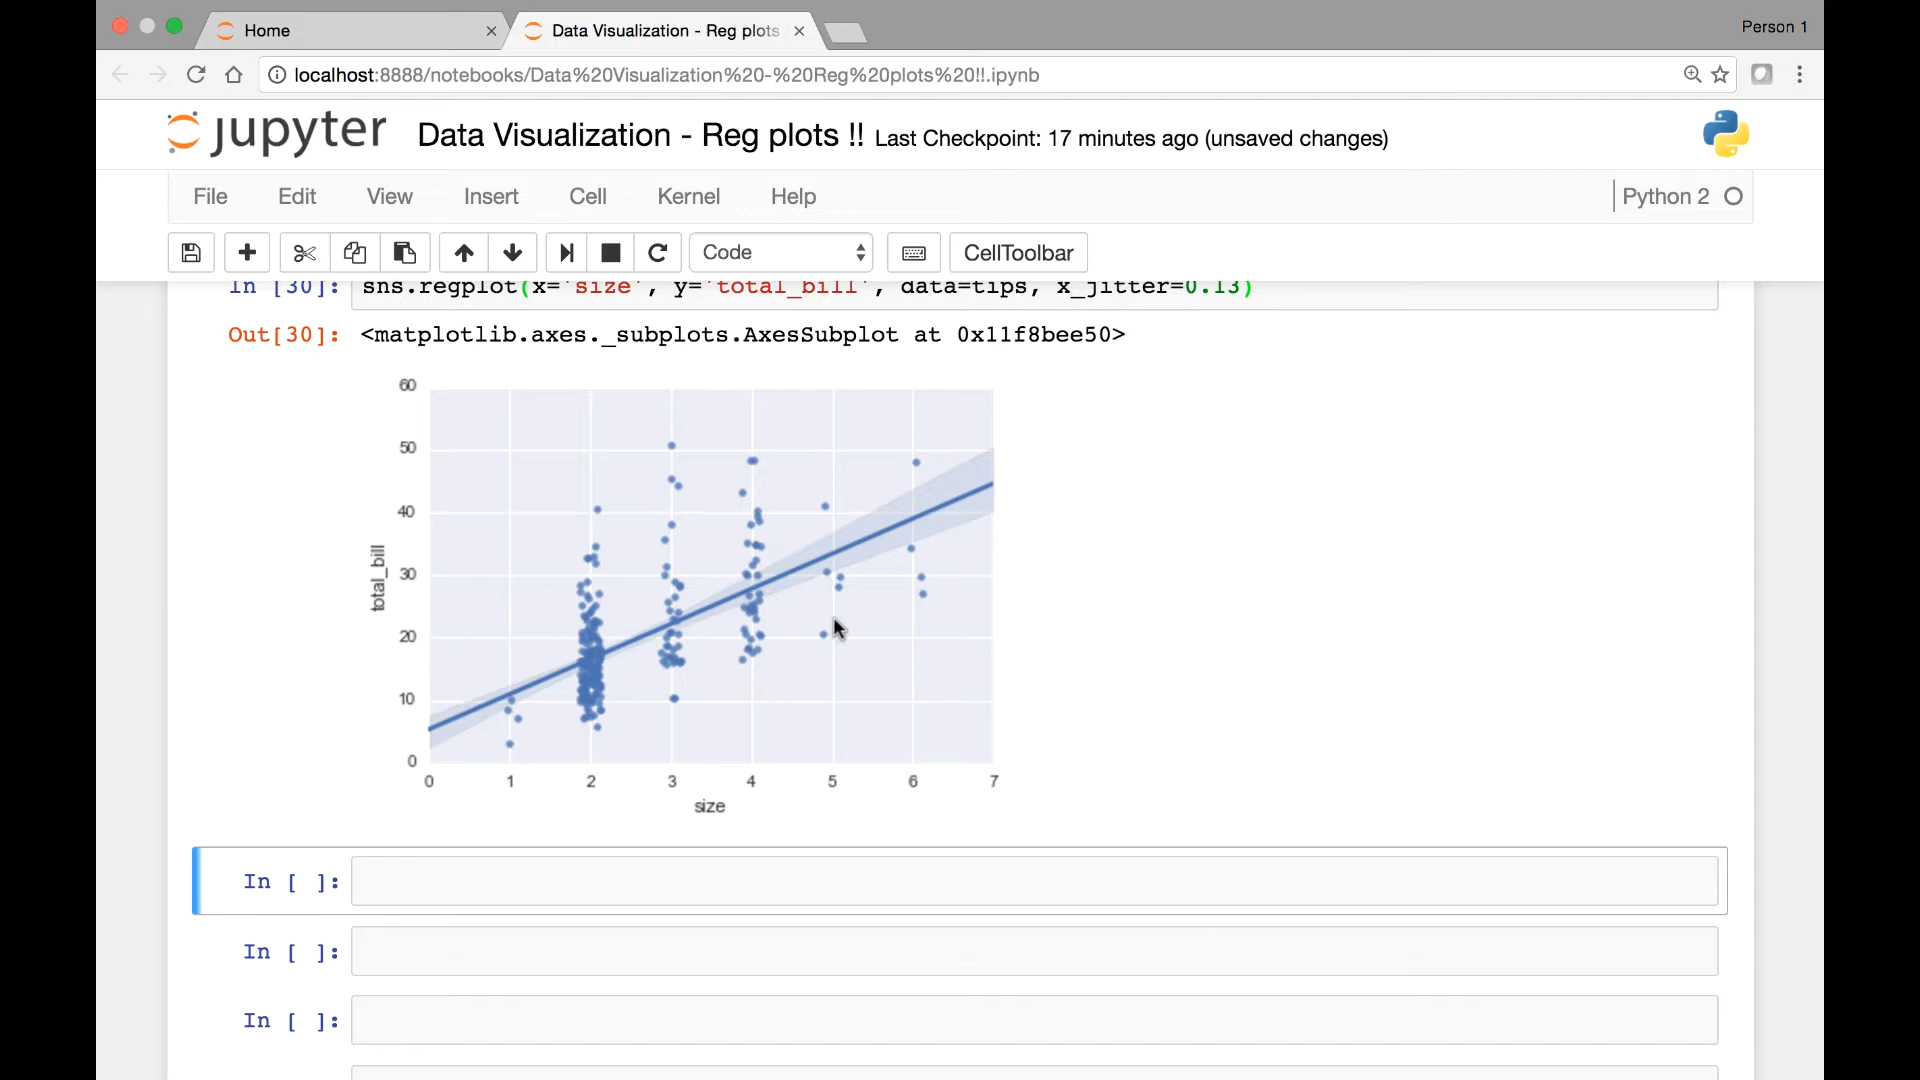 Home
Data Visualization - Reg plots
Person 1
localhost:8888/notebooks/Data%20Visualization%20-%20Reg%20plots%20!!.ipynb
jupyter Data Visualization - Reg plots !! Last Checkpoint: 17 minutes ago (unsaved changes)
File Edit View Insert Cell Kernel Help Python 2
Code CellToolbar
In [30]: sns.regplot(x='size', y='total_bill', data=tips, x_jitter=0.13)
Out[30]: <matplotlib.axes._subplots.AxesSubplot at 0x11f8bee50>
60
50
40
30
20
10
0
total_bill
0 1 2 3 4 5 6 7
size
In [ ]:
In [ ]:
In [ ]: